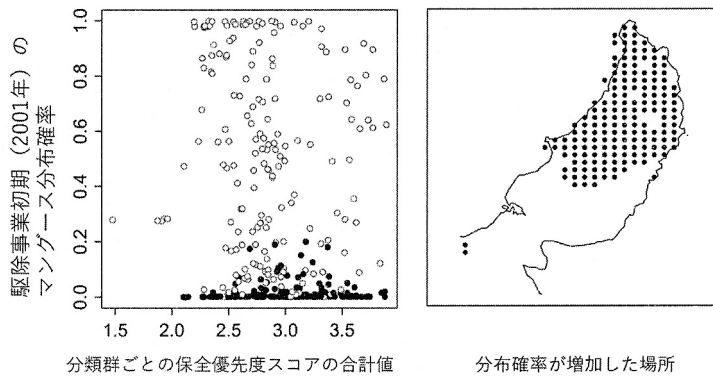 駆除事業初期（2001年）の
マングース分布確率
1.0
0.8
0.6
0.4
0.2
0.0
1.5 2.0 2.5 3.0 3.5
分類群ごとの保全優先度スコアの合計値
分布確率が増加した場所